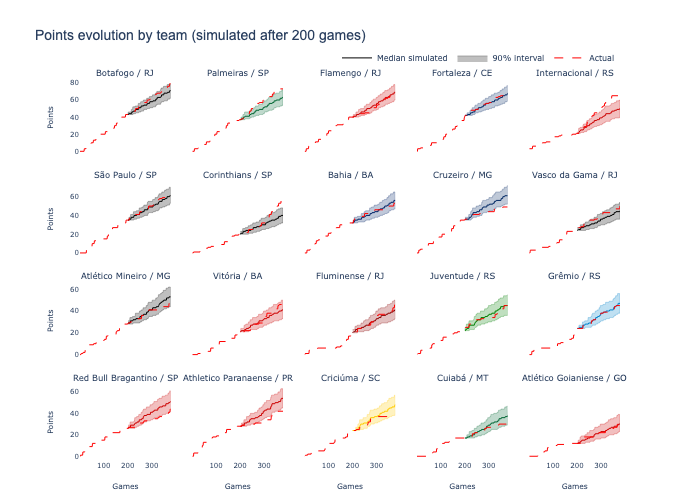 Points evolution by team (simulated after 200 games)
Median simulated 90% interval Actual
Botafogo / RJ Palmeiras / SP Flamengo / RJ Fortaleza / CE Internacional / RS
80
60
40
20
0
Points
São Paulo / SP Corinthians / SP Bahia / BA Cruzeiro / MG Vasco da Gama / RJ
60
40
20
0
Points
Atlético Mineiro / MG Vitória / BA Fluminense / RJ Juventude / RS Grêmio / RS
60
40
20
0
Points
Red Bull Bragantino / SP Athletico Paranaense / PR Criciúma / SC Cuiabá / MT Atlético Goianiense / GO
60
40
20
0
Points
100 200 300 100 200 300 100 200 300 100 200 300 100 200 300
Games Games Games Games Games